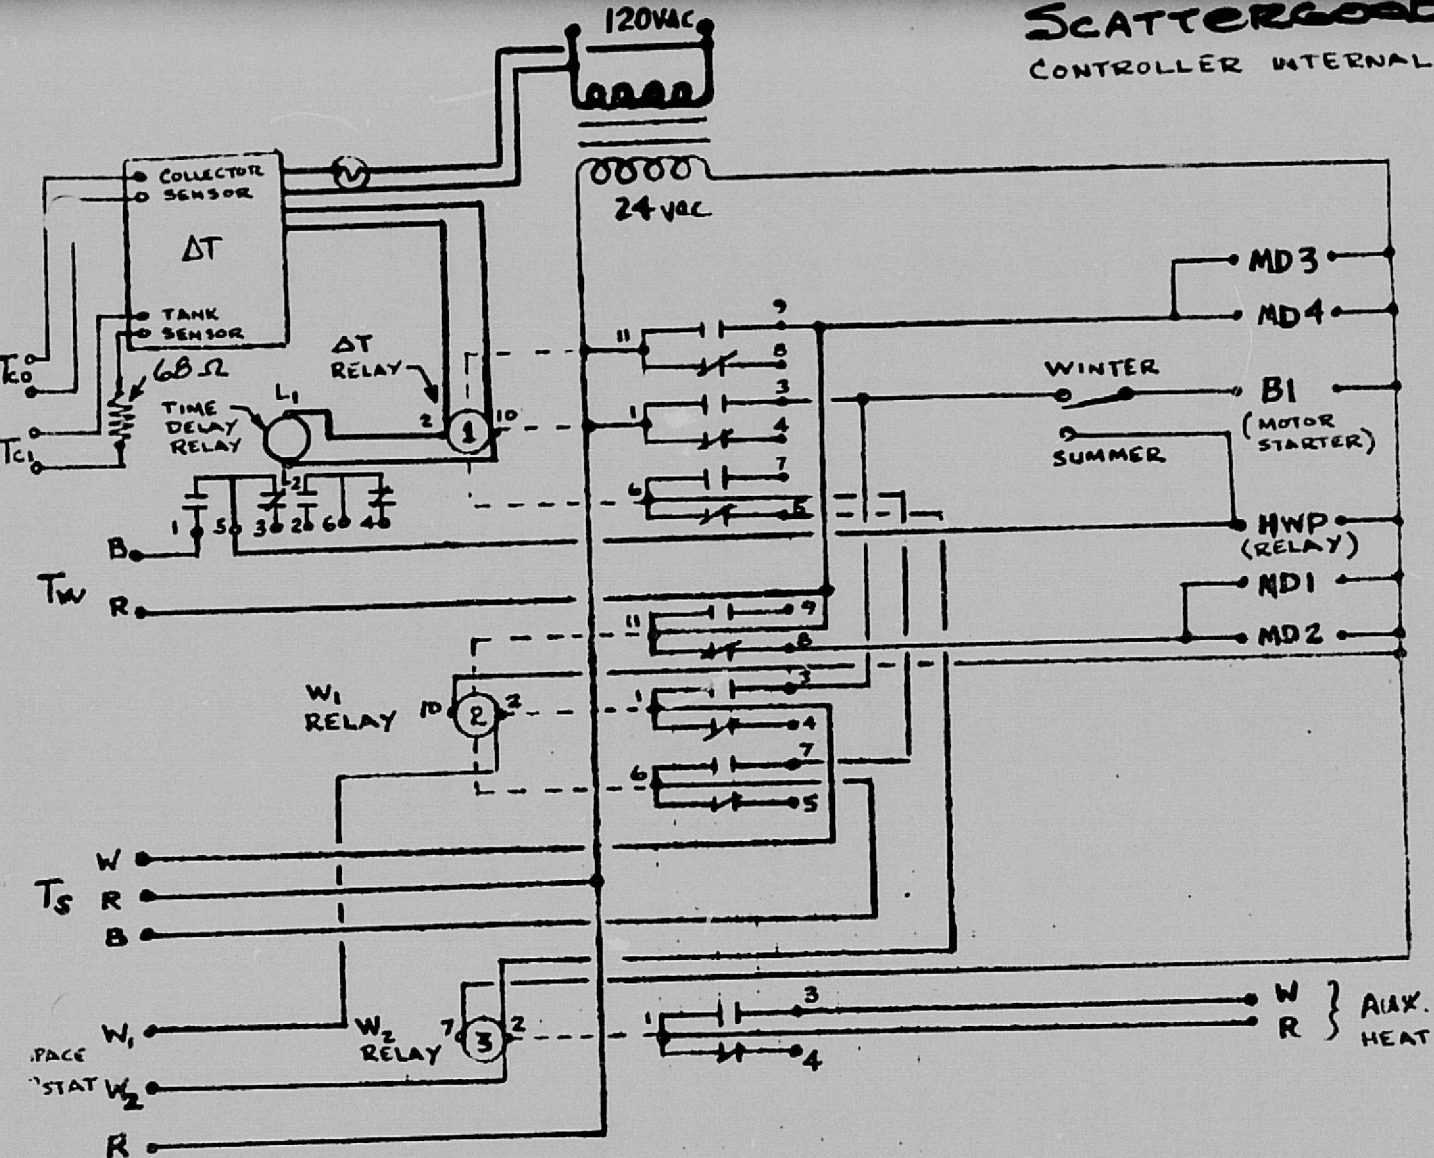 120VAC
SCATTERGOOD
CONTROLLER INTERNAL
COLLECTOR
SENSOR
24 vac
ΔT
MD3
TANK
SENSOR
MD4
9
11
8
ΔT
RELAY
68 Ω
Tco
L1
WINTER
B1
(MOTOR
STARTER)
3
1
4
TIME
DELAY
RELAY
2
1
10
Tc1
SUMMER
7
6
5
L2
1
5
3
2
6
4
HWP
(RELAY)
B
Tw
R
MD1
9
11
8
MD2
W1
RELAY
10
2
2
3
1
4
7
6
5
W
Ts
R
B
W
R
} AUX.
HEAT
W1
W2
RELAY
7
3
2
3
1
4
PACE
STAT
W2
R